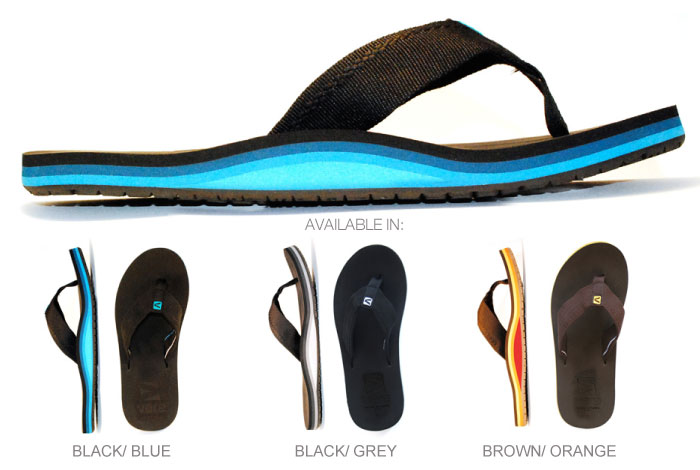 AVAILABLE IN:
BLACK/ BLUE
BLACK/ GREY
BROWN/ ORANGE